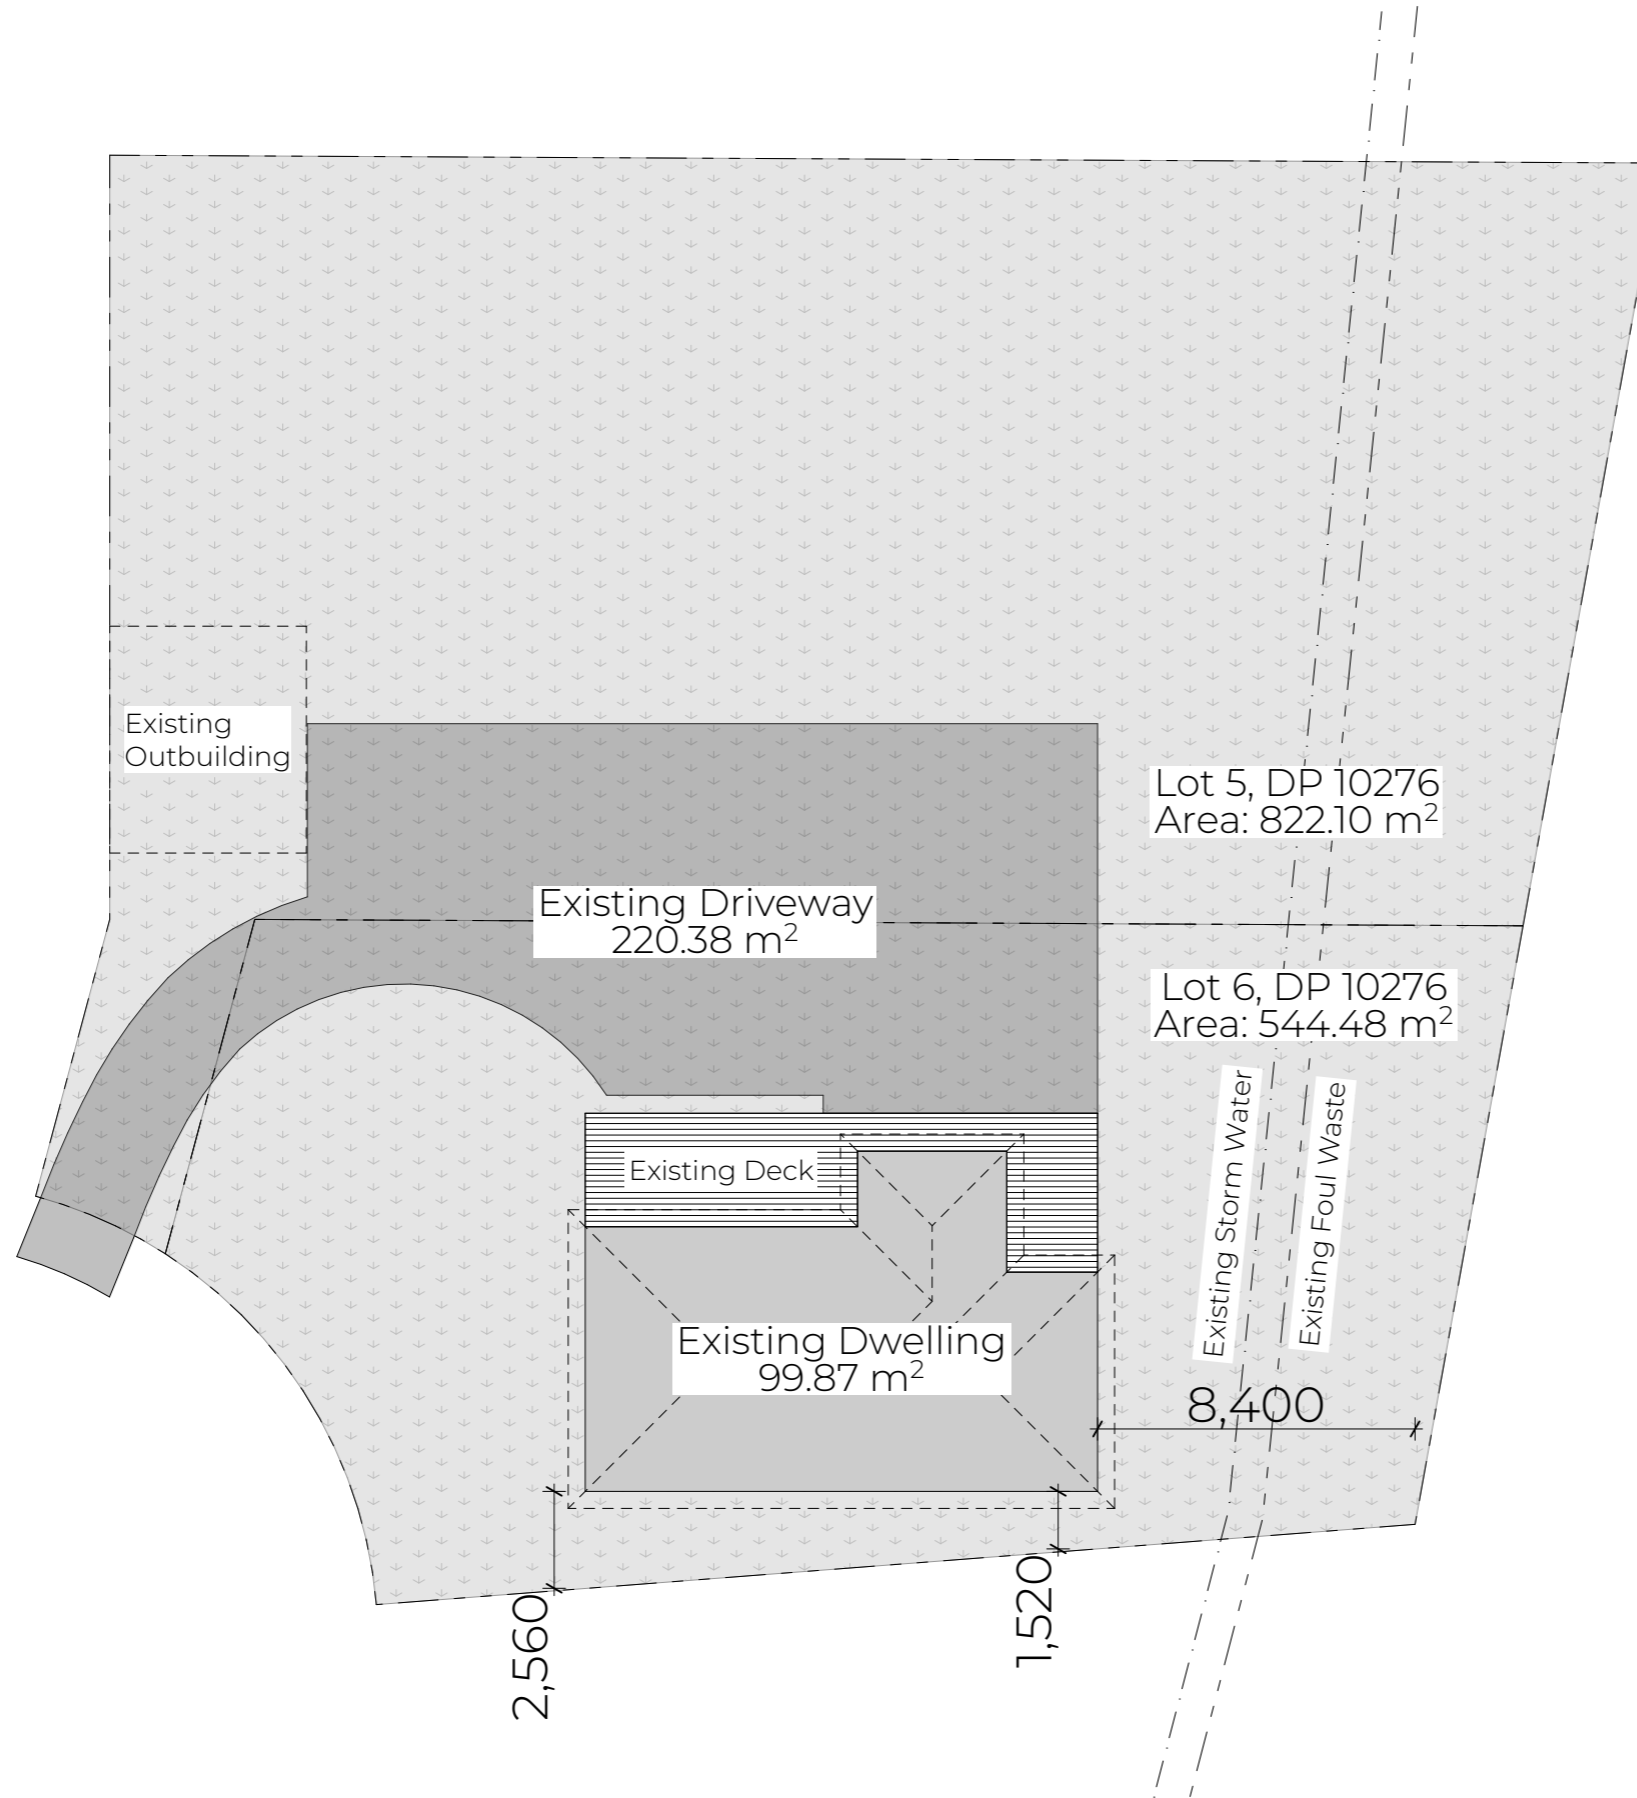 Existing
Outbuilding
Lot 5, DP 10276
Area: 822.10 m²
Existing Driveway
220.38 m²
Lot 6, DP 10276
Area: 544.48 m²
Existing Storm Water
Existing Foul Waste
Existing Deck
Existing Dwelling
99.87 m²
8,400
2,560
1,520